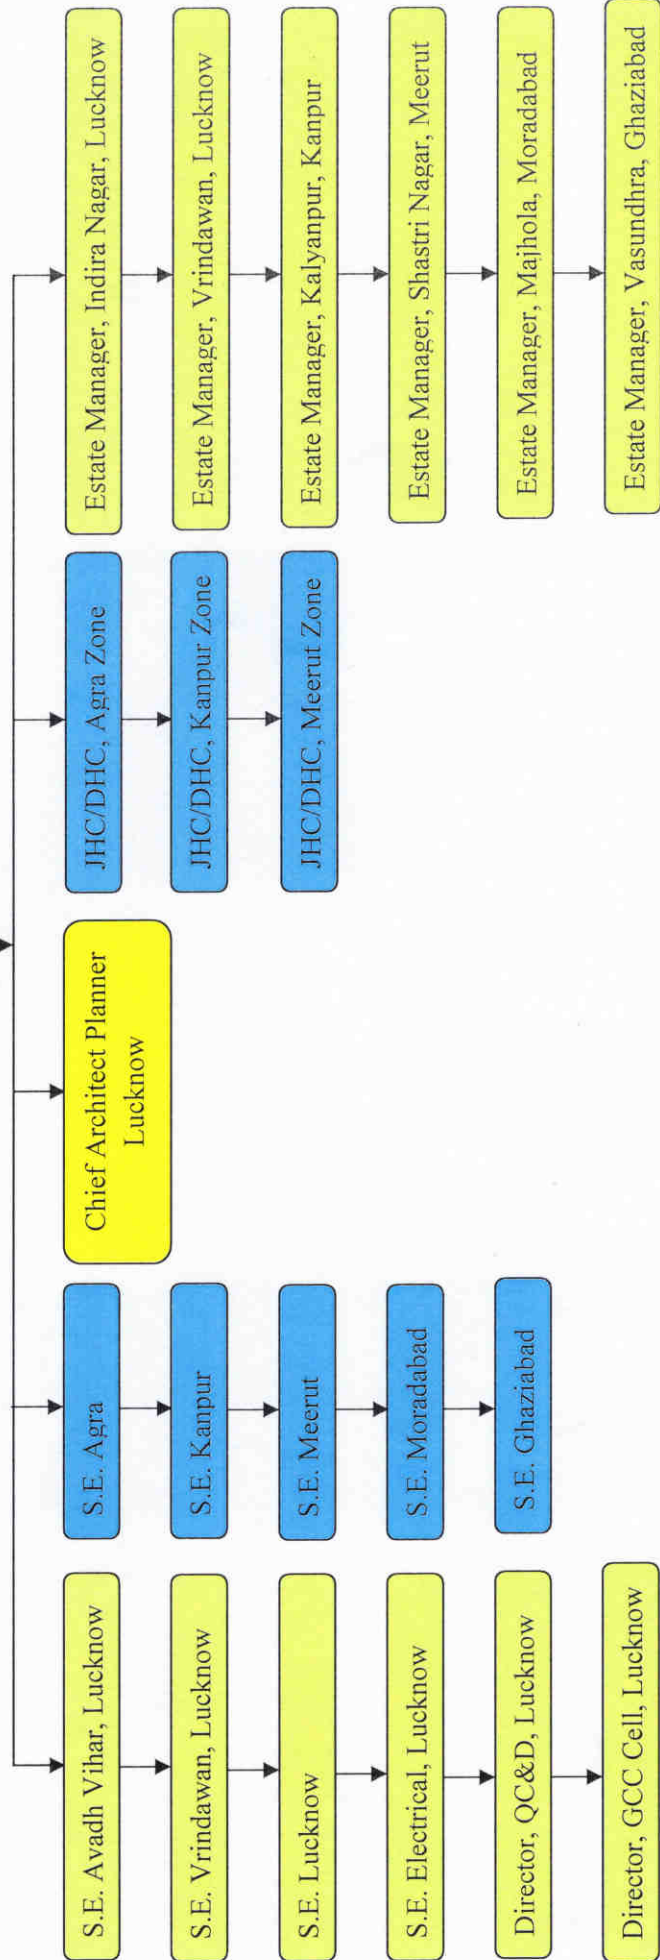 S.E. Avadh Vihar, Lucknow
S.E. Vrindawan, Lucknow
S.E. Lucknow
S.E. Electrical, Lucknow
Director, QC&D, Lucknow
Director, GCC Cell, Lucknow
S.E. Agra
S.E. Kanpur
S.E. Meerut
S.E. Moradabad
S.E. Ghaziabad
Chief Architect Planner
Lucknow
JHC/DHC, Agra Zone
JHC/DHC, Kanpur Zone
JHC/DHC, Meerut Zone
Estate Manager, Indira Nagar, Lucknow
Estate Manager, Vrindawan, Lucknow
Estate Manager, Kalyanpur, Kanpur
Estate Manager, Shastri Nagar, Meerut
Estate Manager, Majhola, Moradabad
Estate Manager, Vasundhra, Ghaziabad